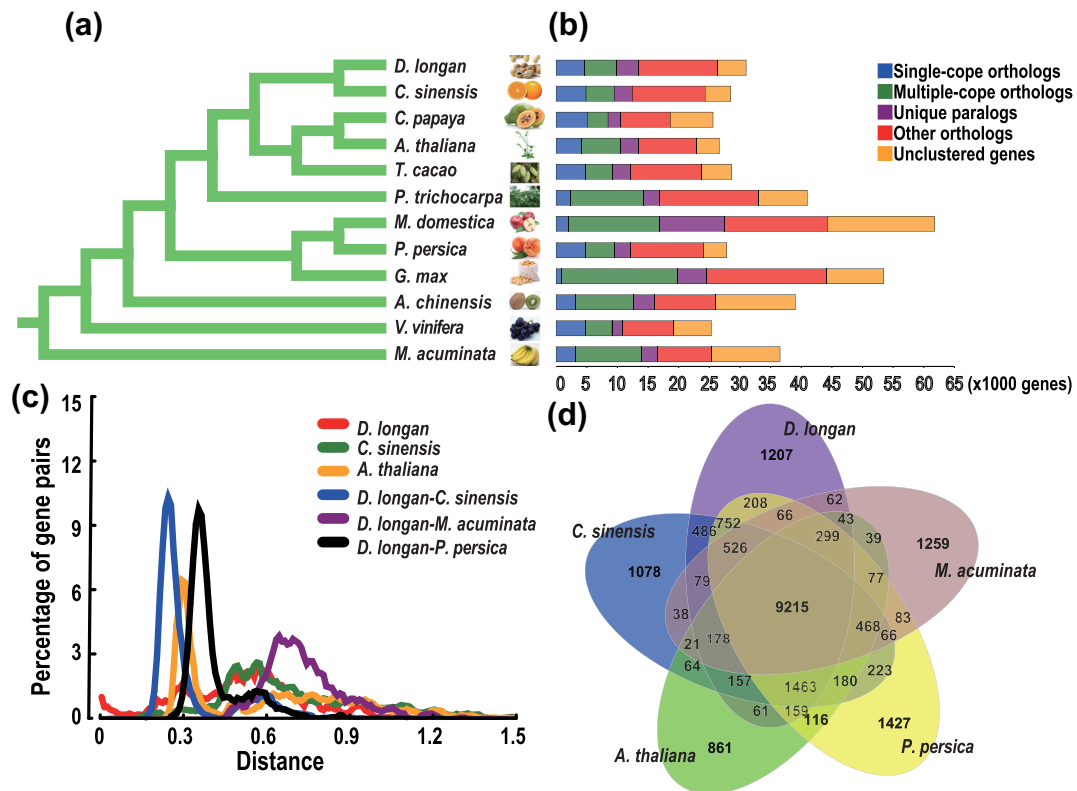 (a)
D. longan
C. sinensis
C. papaya
A. thaliana
T. cacao
P. trichocarpa
M. domestica
P. persica
G. max
A. chinensis
V. vinifera
M. acuminata
(b)
Single-cope orthologs
Multiple-cope orthologs
Unique paralogs
Other orthologs
Unclustered genes
0 5 10 15 20 25 30 35 40 45 50 55 60 65 (x1000 genes)
(c)
Percentage of gene pairs
15
12
9
6
3
0
0 0.3 0.6 0.9 1.2 1.5
Distance
D. longan
C. sinensis
A. thaliana
D. longan-C. sinensis
D. longan-M. acuminata
D. longan-P. persica
(d)
D. longan
1207
208
62
C. sinensis
486
752
66
43
526
299
39
1259
M. acuminata
1078
79
77
38
9215
83
468
66
21
178
64
223
157
1463
180
61
159
116
1427
861
A. thaliana
P. persica